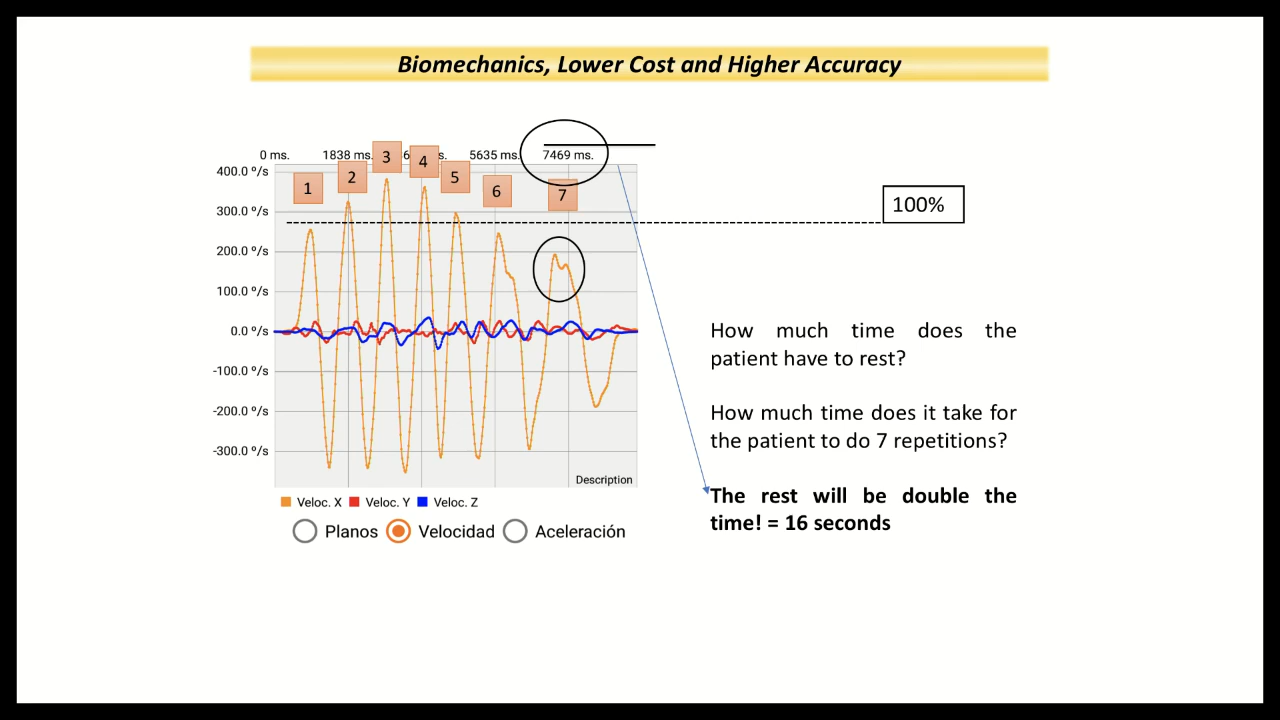 Biomechanics, Lower Cost and Higher Accuracy
0 ms. 1838 ms. 5635 ms. 7469 ms.
1 2 3 4 5 6 7
400.0 º/s
300.0 º/s
200.0 º/s
100.0 º/s
0.0 º/s
-100.0 º/s
-200.0 º/s
-300.0 º/s
100%
Description
Veloc. X Veloc. Y Veloc. Z
Planos Velocidad Aceleración
How much time does the
patient have to rest?
How much time does it take for
the patient to do 7 repetitions?
The rest will be double the
time! = 16 seconds